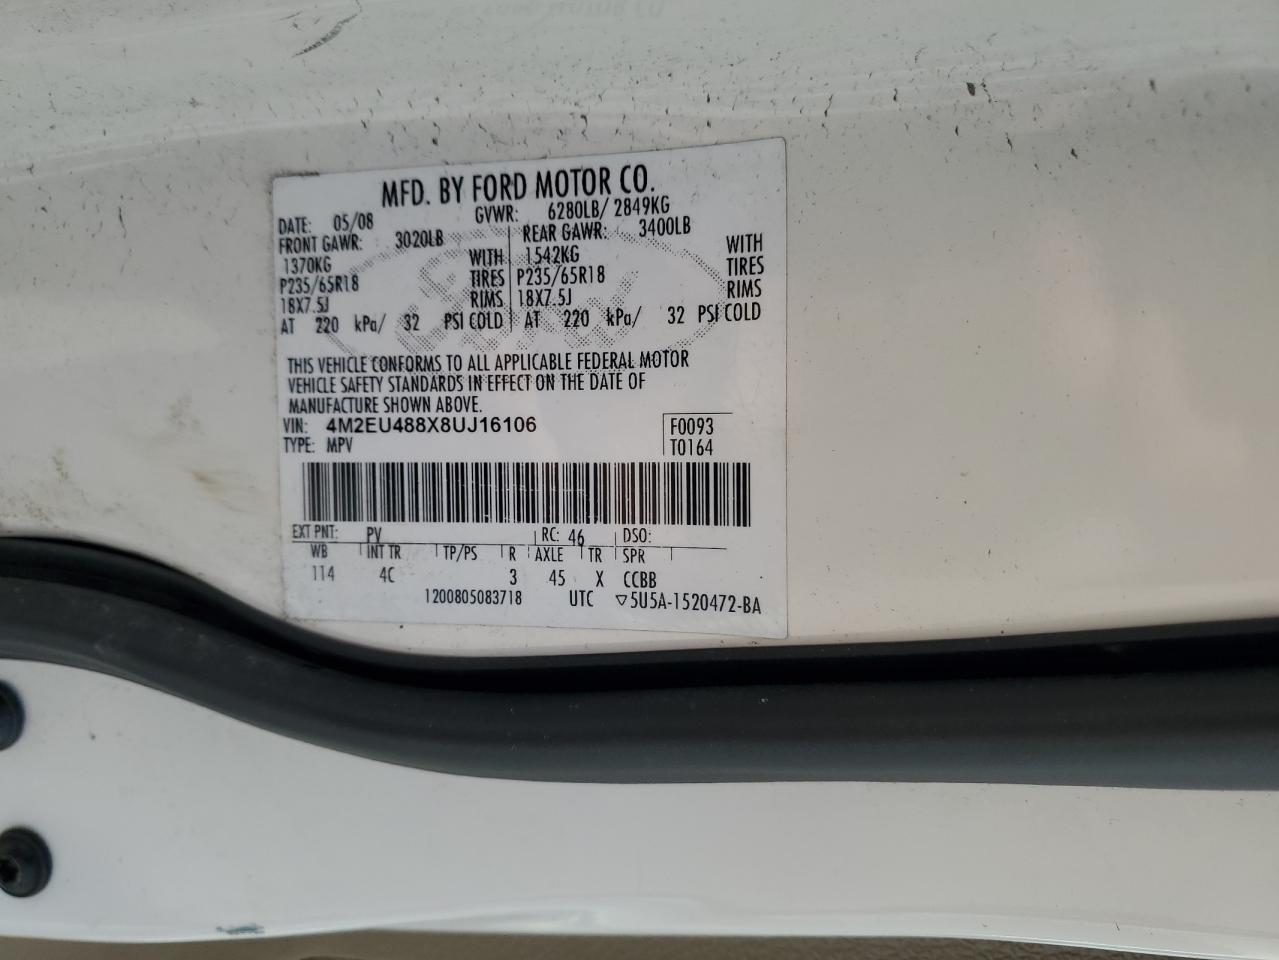 MFD. BY FORD MOTOR CO.
DATE: 05/08 GVWR: 6280LB/ 2849KG
FRONT GAWR: 3020LB REAR GAWR: 3400LB
1370KG WITH 1542KG WITH
P235/65R18 TIRES P235/65R18 TIRES
18X7.5J RIMS 18X7.5J RIMS
AT 220 kPa/ 32 PSI COLD AT 220 kPa/ 32 PSI COLD
THIS VEHICLE CONFORMS TO ALL APPLICABLE FEDERAL MOTOR
VEHICLE SAFETY STANDARDS IN EFFECT ON THE DATE OF
MANUFACTURE SHOWN ABOVE.
VIN: 4M2EU488X8UJ16106 F0093
TYPE: MPV T0164
EXT PNT: PV RC: 46 DSO:
WB INT TR TP/PS R AXLE TR SPR
114 4C 3 45 X CCBB
1200805083718 UTC ▽5U5A-1520472-BA